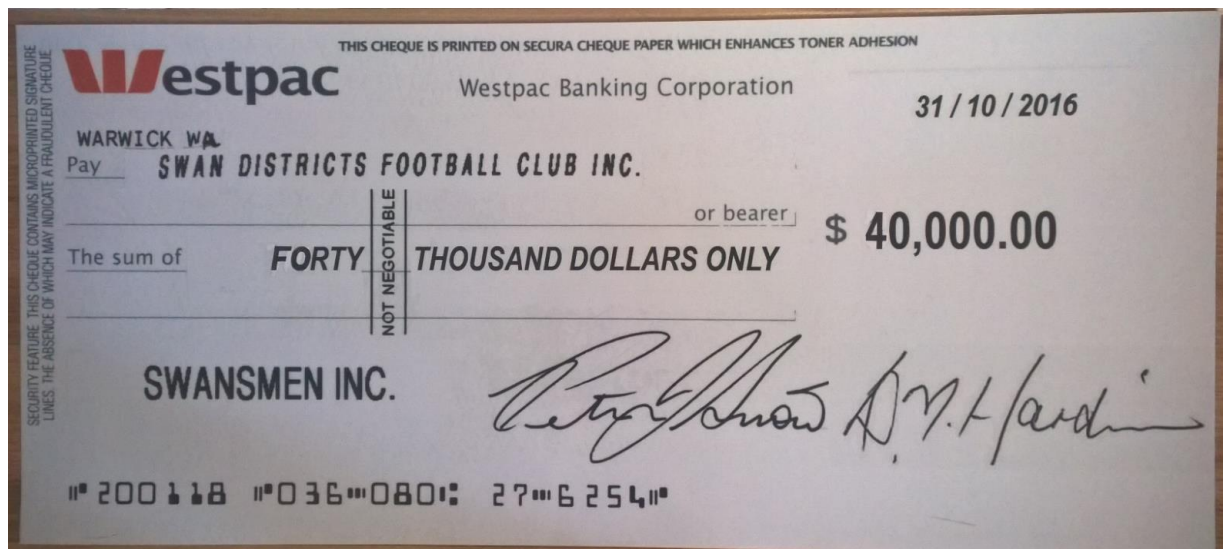 THIS CHEQUE IS PRINTED ON SECURA CHEQUE PAPER WHICH ENHANCES TONER ADHESION
Westpac
Westpac Banking Corporation
31 / 10 / 2016
WARWICK WA
Pay SWAN DISTRICTS FOOTBALL CLUB INC.
or bearer
$ 40,000.00
The sum of FORTY THOUSAND DOLLARS ONLY
NOT NEGOTIABLE
SWANSMEN INC.
200118 036 080 27 6254
SECURITY FEATURE THIS CHEQUE CONTAINS MICROPRINTED SIGNATURE
LINES. THE ABSENCE OF WHICH MAY INDICATE A FRAUDULENT CHEQUE